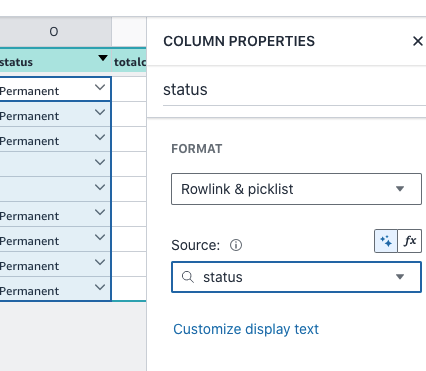 O
status
totalc
Permanent
Permanent
Permanent
Permanent
Permanent
Permanent
Permanent
COLUMN PROPERTIES
status
FORMAT
Rowlink & picklist
Source:
fx
status
Customize display text